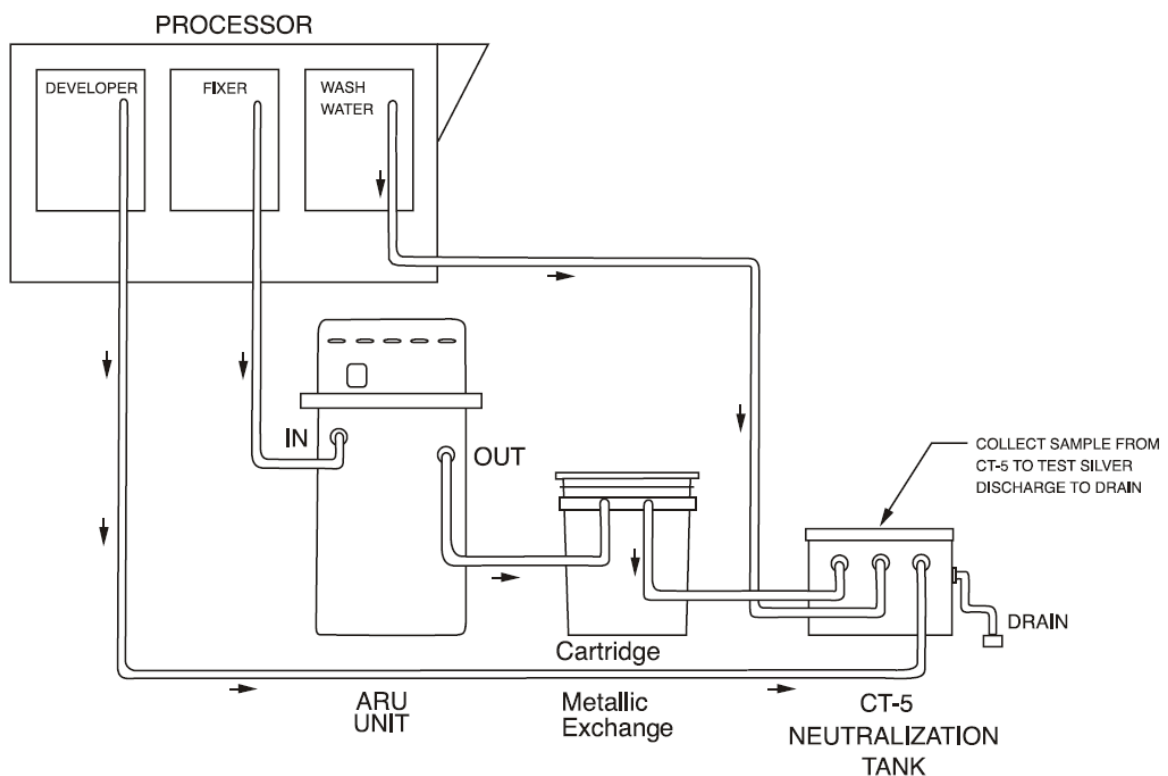 PROCESSOR
DEVELOPER
FIXER
WASH
WATER
IN
OUT
COLLECT SAMPLE FROM
CT-5 TO TEST SILVER
DISCHARGE TO DRAIN
DRAIN
Cartridge
ARU
UNIT
Metallic
Exchange
CT-5
NEUTRALIZATION
TANK